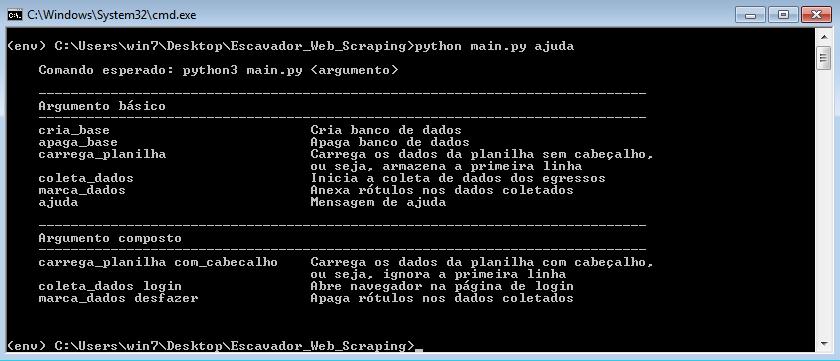 C:\Windows\System32\cmd.exe
(env) C:\Users\win7\Desktop\Escavador_Web_Scraping>python main.py ajuda
Comando esperado: python3 main.py <argumento>
Argumento básico
cria_base Cria banco de dados
apaga_base Apaga banco de dados
carrega_planilha Carrega os dados da planilha sem cabeçalho,
ou seja, armazena a primeira linha
coleta_dados Inicia a coleta de dados dos egressos
marca_dados Anexa rótulos nos dados coletados
ajuda Mensagem de ajuda
Argumento composto
carrega_planilha com_cabecalho Carrega os dados da planilha com cabeçalho,
ou seja, ignora a primeira linha
coleta_dados login Abre navegador na página de login
marca_dados desfazer Apaga rótulos nos dados coletados
(env) C:\Users\win7\Desktop\Escavador_Web_Scraping>_